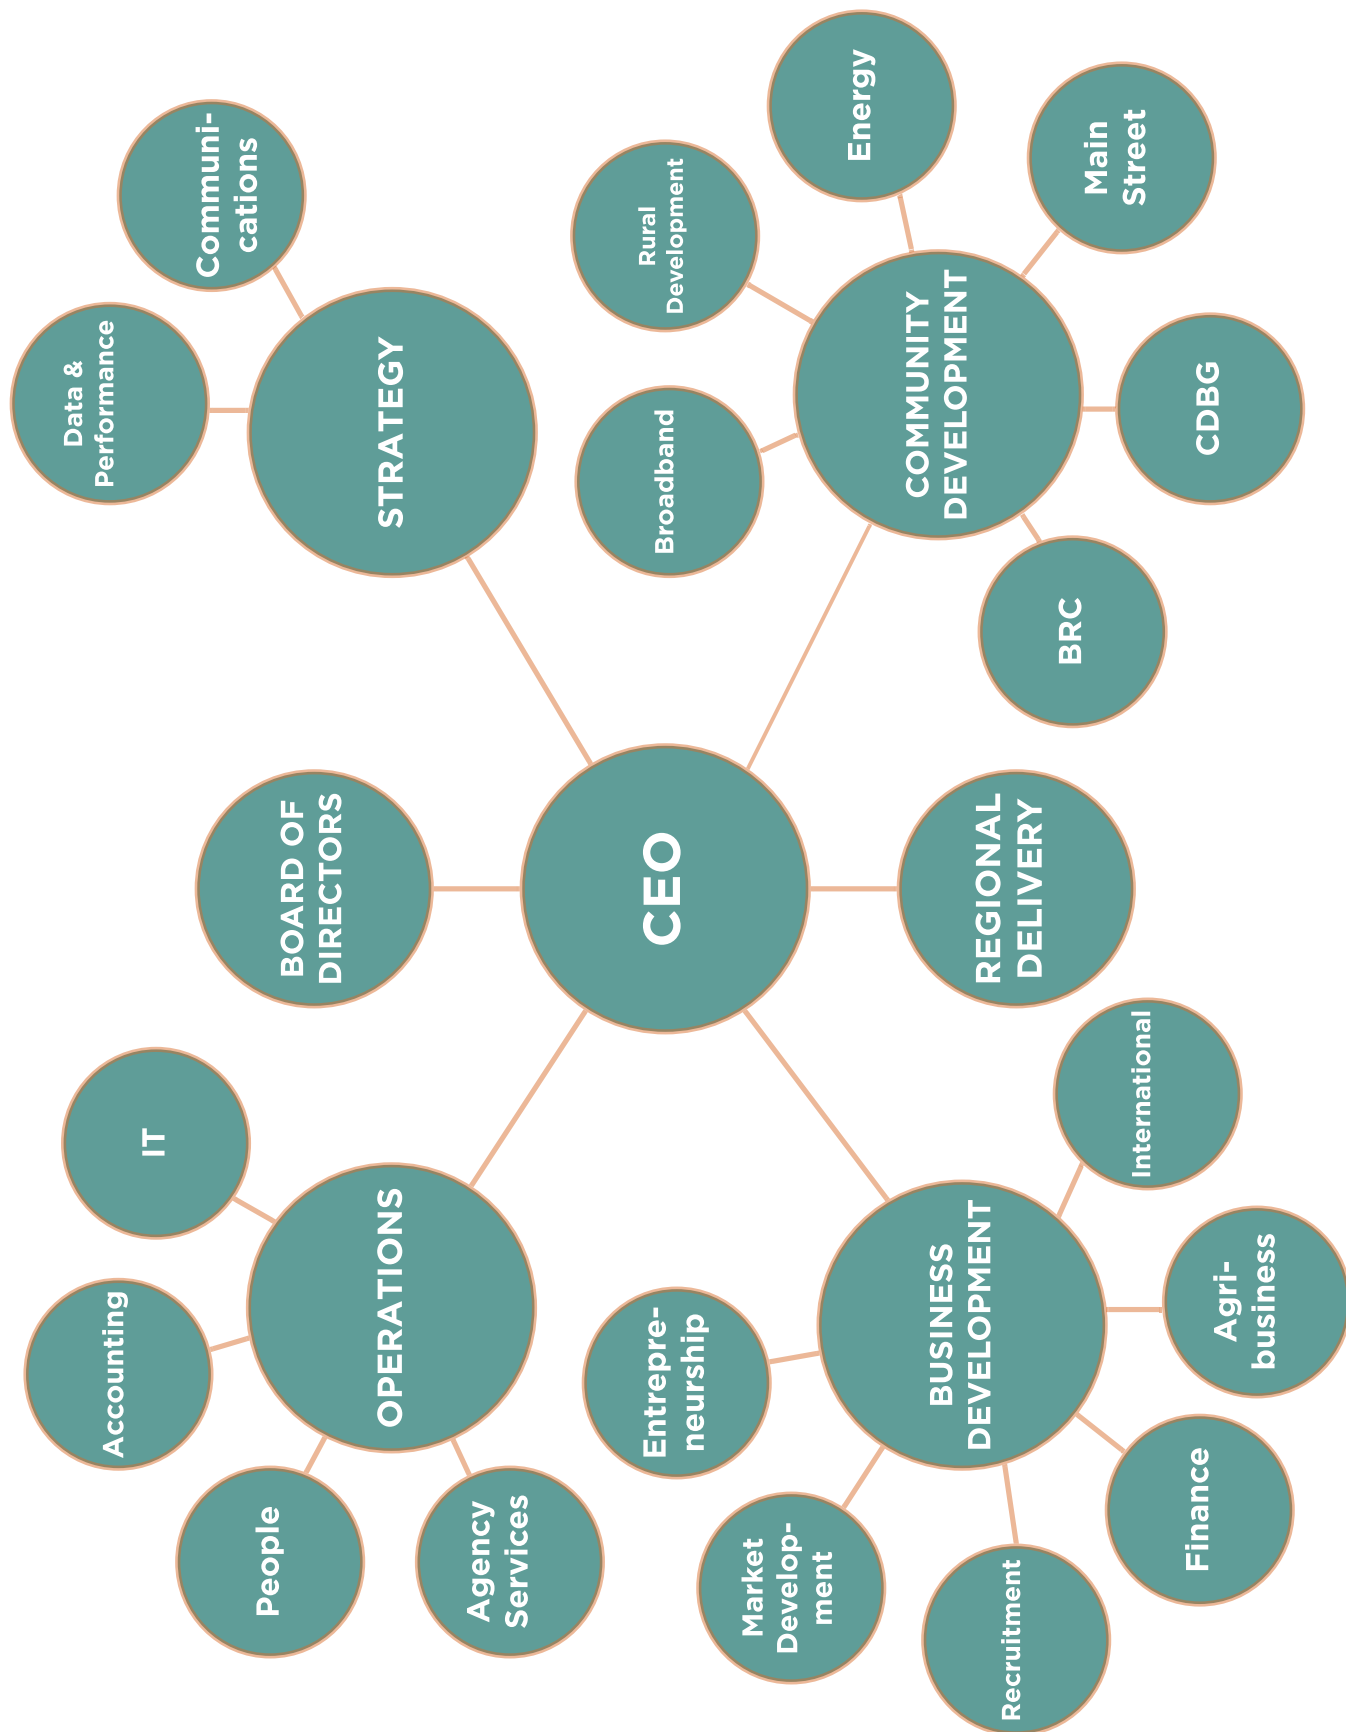 Accounting
IT
Data &
Performance
Communi-
cations
People
OPERATIONS
BOARD OF
DIRECTORS
STRATEGY
Agency
Services
Entrepre-
neurship
CEO
Broadband
Rural
Development
Energy
Market
Develop-
ment
BUSINESS
DEVELOPMENT
REGIONAL
DELIVERY
COMMUNITY
DEVELOPMENT
Main
Street
Recruitment
International
BRC
CDBG
Finance
Agri-
business